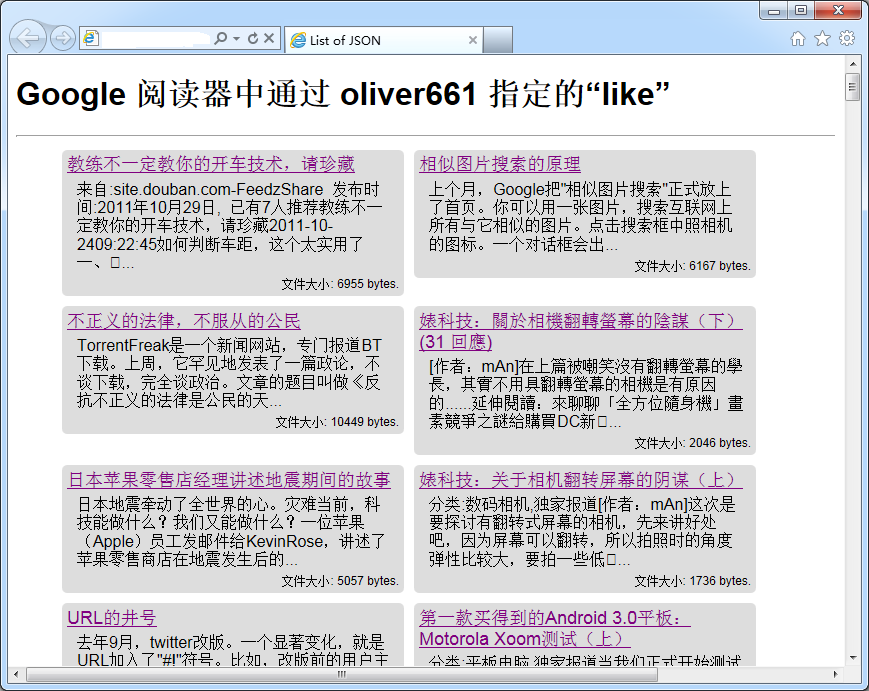 List of JSON
Google 阅读器中通过 oliver661 指定的“like”
教练不一定教你的开车技术，请珍藏
来自:site.douban.com-FeedzShare 发布时
间:2011年10月29日, 已有7人推荐教练不一
定教你的开车技术，请珍藏2011-10-
2409:22:45如何判断车距，这个太实用了
一、...
文件大小: 6955 bytes.
相似图片搜索的原理
上个月，Google把"相似图片搜索"正式放上
了首页。你可以用一张图片，搜索互联网上
所有与它相似的图片。点击搜索框中照相机
的图标。一个对话框会出...
文件大小: 6167 bytes.
不正义的法律，不服从的公民
TorrentFreak是一个新闻网站，专门报道BT
下载。上周，它罕见地发表了一篇政论，不
谈下载，完全谈政治。文章的题目叫做《反
抗不正义的法律是公民的天...
文件大小: 10449 bytes.
婊科技：關於相機翻轉螢幕的陰謀（下）
(31 回應)
[作者：mAn]在上篇被嘲笑沒有翻轉螢幕的學
長，其實不用具翻轉螢幕的相機是有原因
的......延伸閱讀：來聊聊「全方位隨身機」畫
素競爭之謎給購買DC新...
文件大小: 2046 bytes.
日本苹果零售店经理讲述地震期间的故事
日本地震牵动了全世界的心。灾难当前，科
技能做什么？我们又能做什么？一位苹果
（Apple）员工发邮件给KevinRose，讲述了
苹果零售商店在地震发生后的...
文件大小: 5057 bytes.
婊科技：关于相机翻转屏幕的阴谋（上）
分类:数码相机,独家报道[作者：mAn]这次是
要探讨有翻转式屏幕的相机，先来讲好处
吧，因为屏幕可以翻转，所以拍照时的角度
弹性比较大，要拍一些低...
文件大小: 1736 bytes.
URL的井号
去年9月，twitter改版。一个显著变化，就是
URL加入了"#!"符号。比如，改版前的用户主
第一款买得到的Android 3.0平板：
Motorola Xoom测试（上）
分类:平板电脑,独家报道当我们正式开始测试